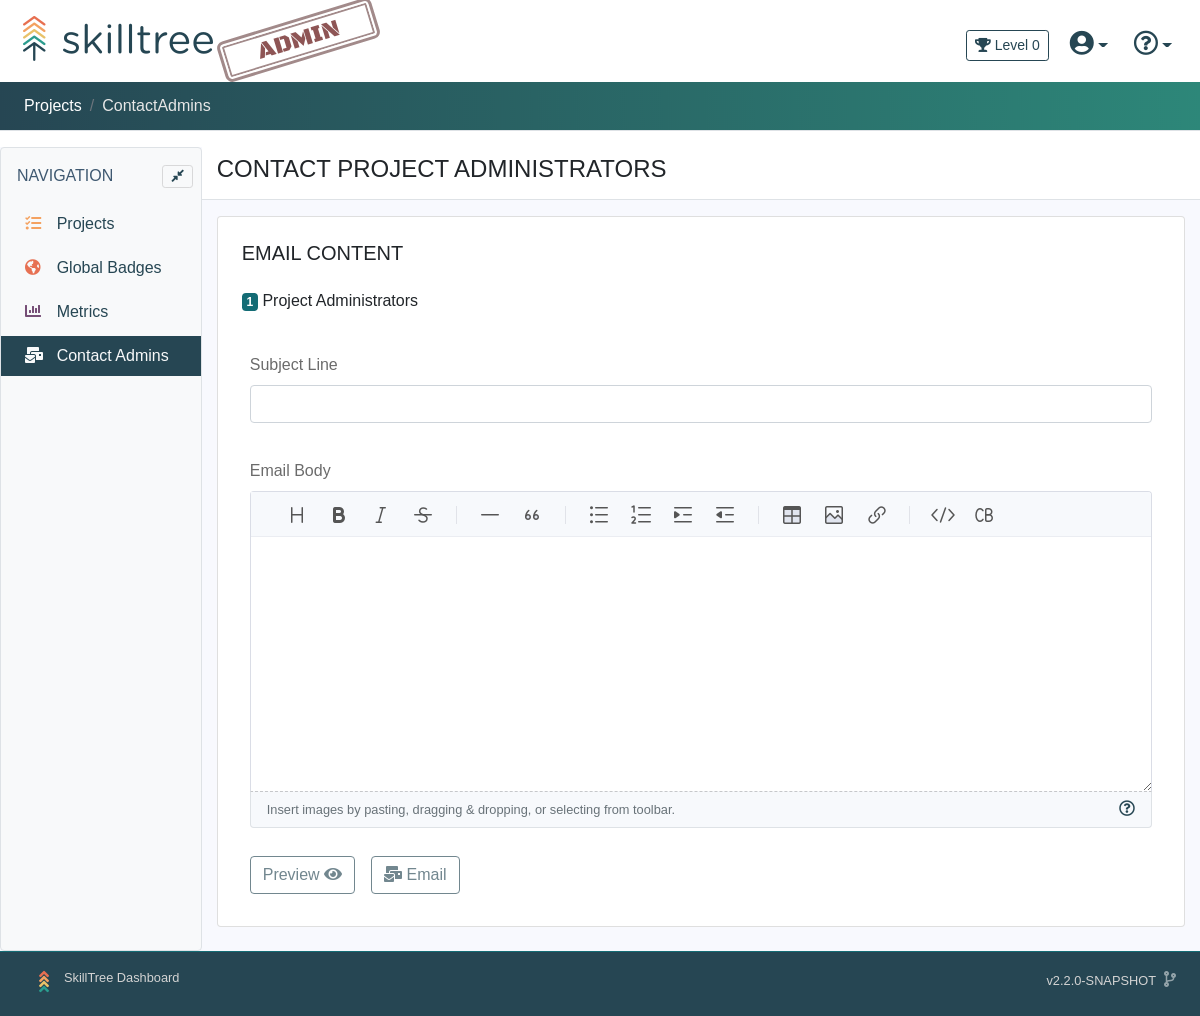 skilltree
ADMIN
Level 0
Projects / ContactAdmins
NAVIGATION
Projects
Global Badges
Metrics
Contact Admins
CONTACT PROJECT ADMINISTRATORS
EMAIL CONTENT
1 Project Administrators
Subject Line
Email Body
H B I S 66 CB
Insert images by pasting, dragging & dropping, or selecting from toolbar.
Preview
Email
SkillTree Dashboard
v2.2.0-SNAPSHOT